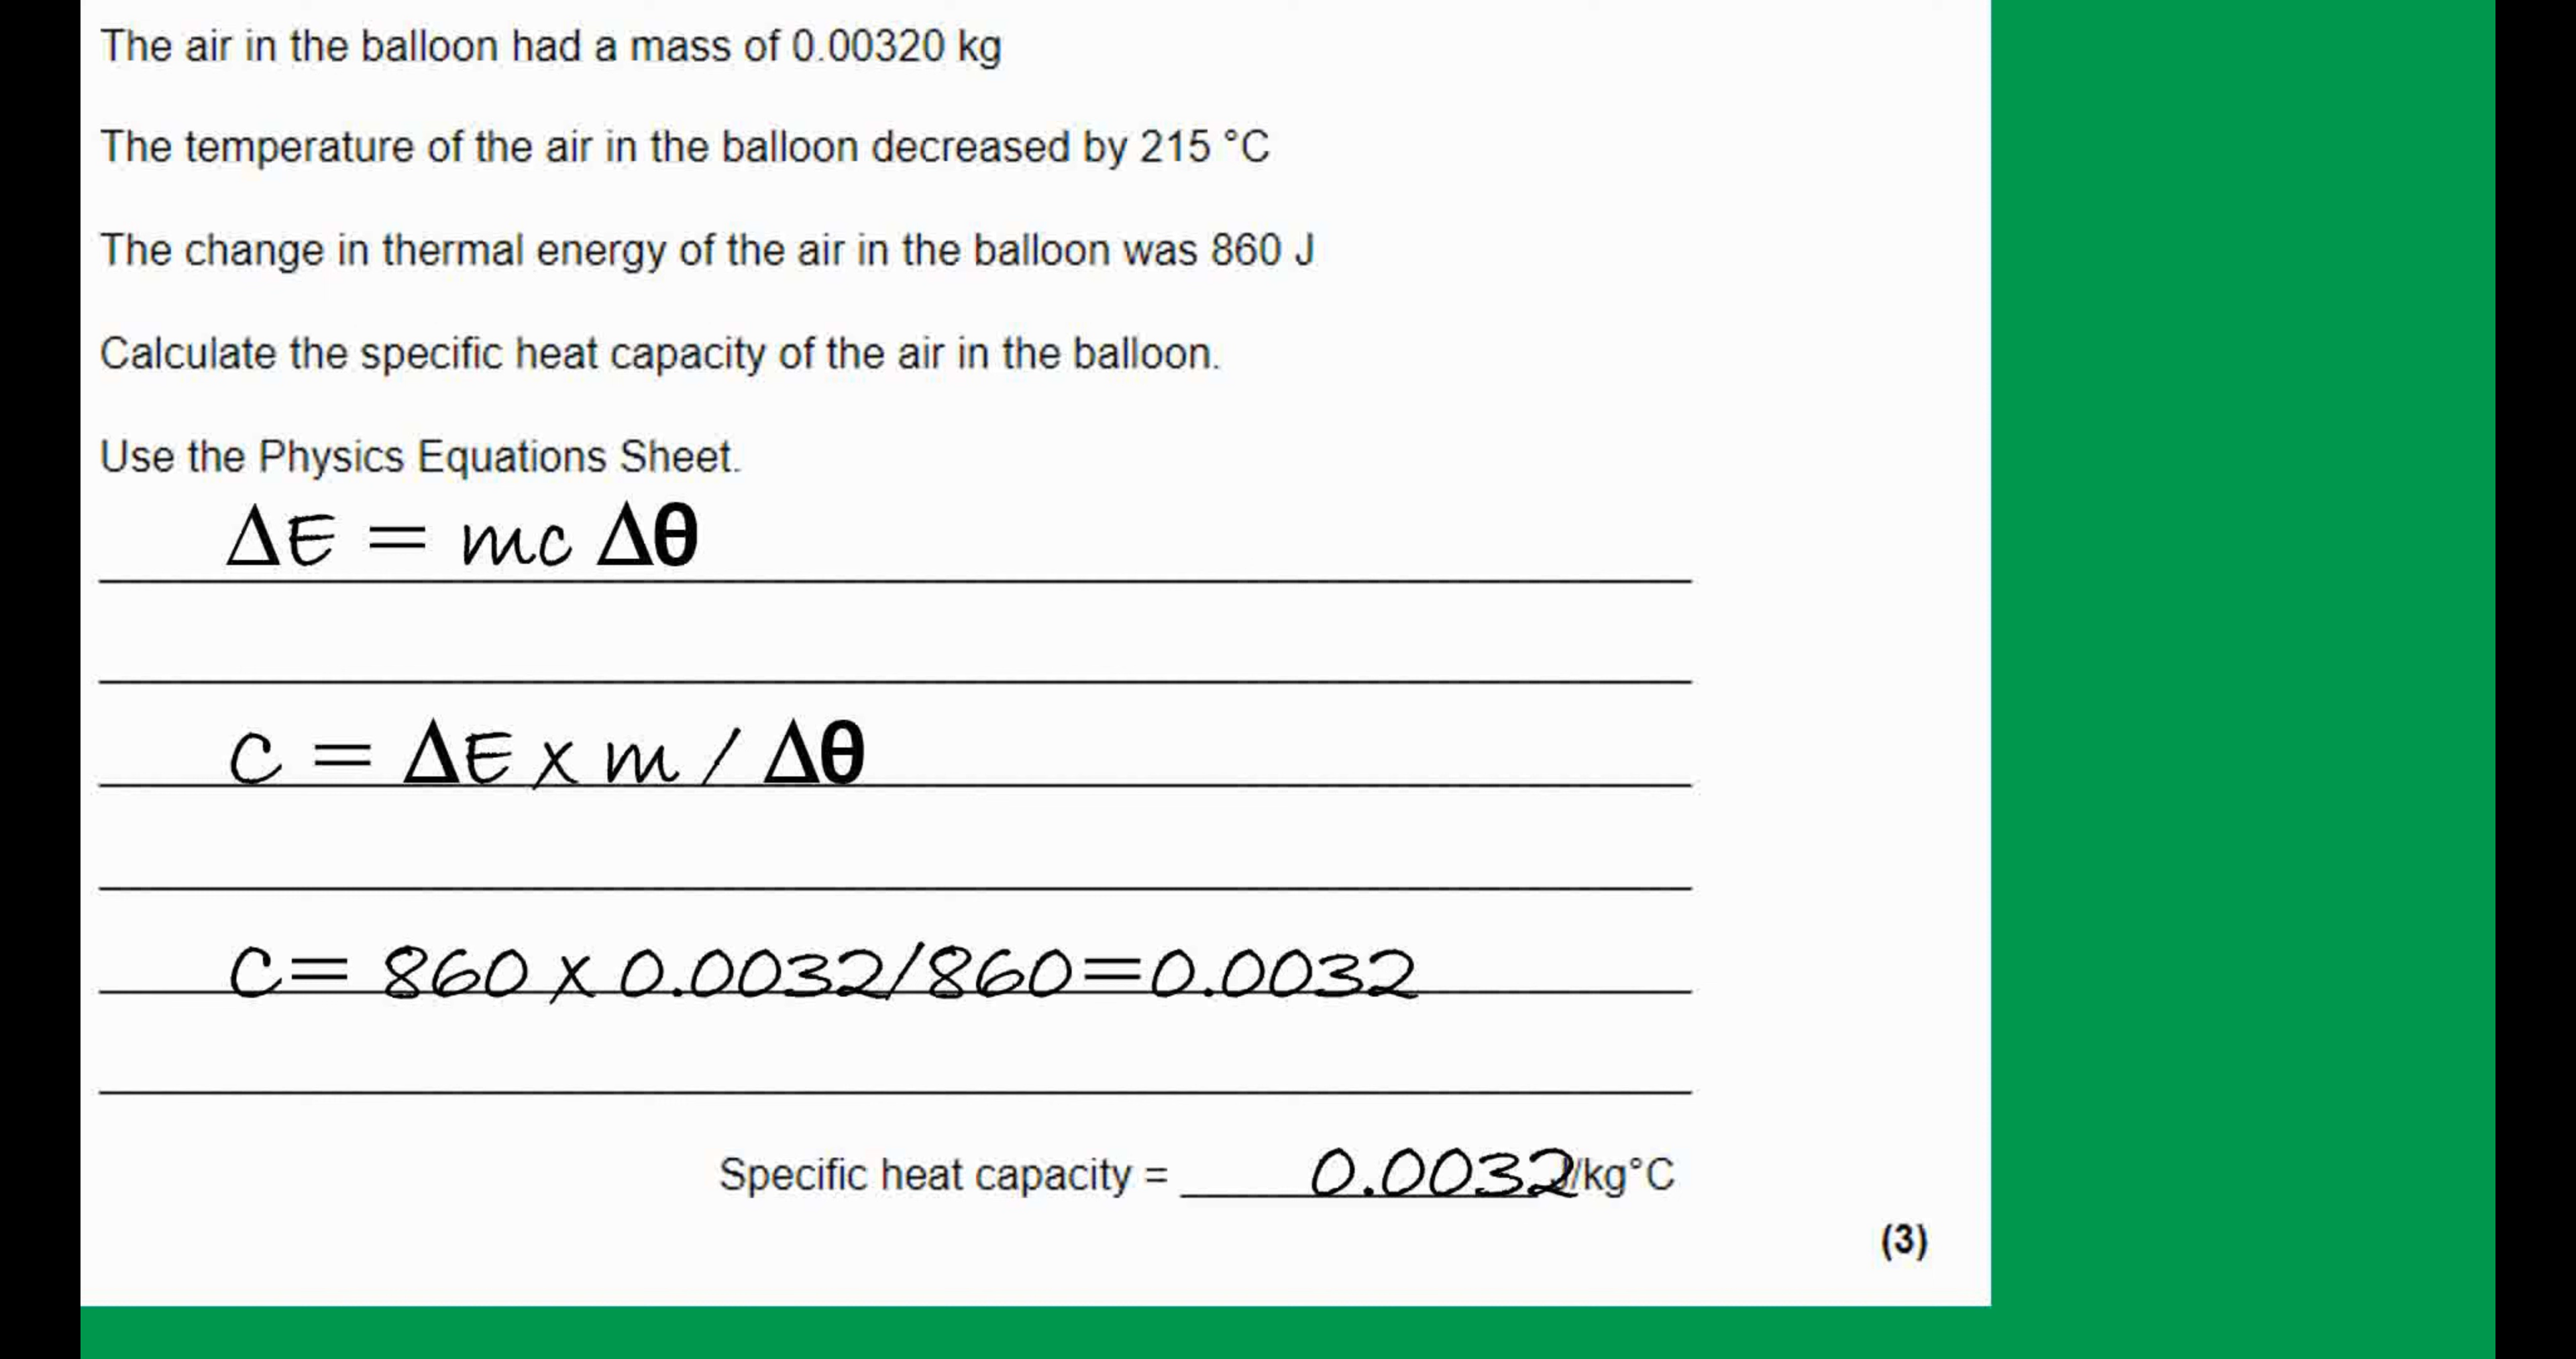 The air in the balloon had a mass of 0.00320 kg
The temperature of the air in the balloon decreased by 215 °C
The change in thermal energy of the air in the balloon was 860 J
Calculate the specific heat capacity of the air in the balloon.
Use the Physics Equations Sheet.
ΔE = mc Δθ
C = ΔE x m / Δθ
C= 860 x 0.0032/860=0.0032
Specific heat capacity = 0.0032 J/kg°C
(3)